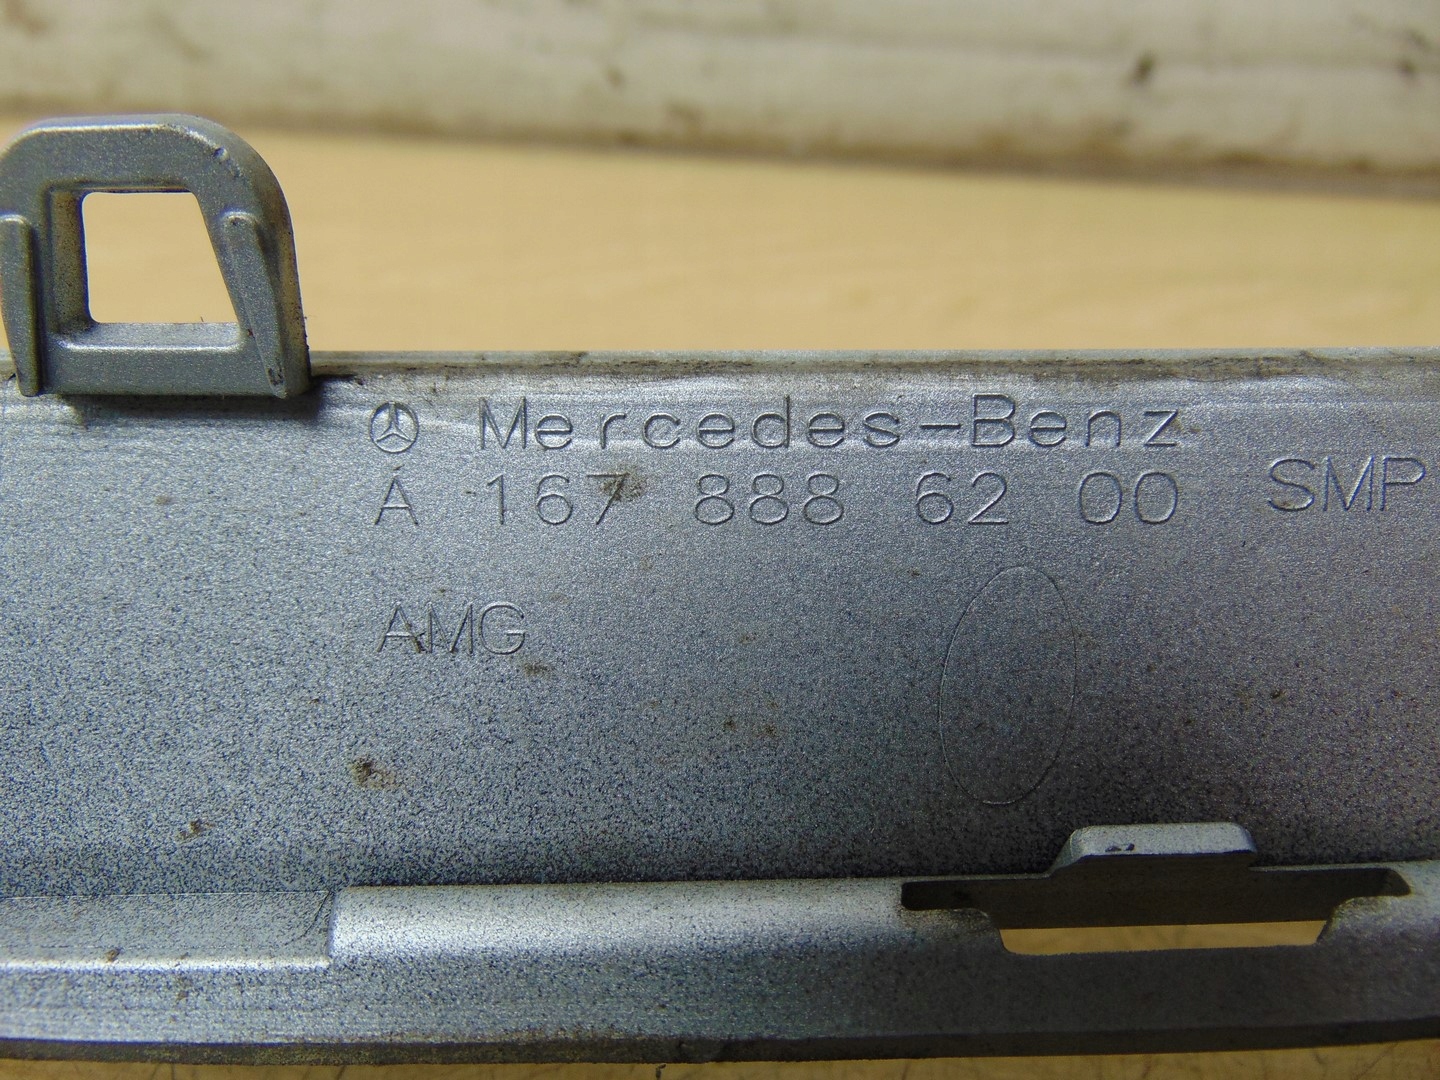 Mercedes-Benz
A 167 888 62 00 SMP
AMG